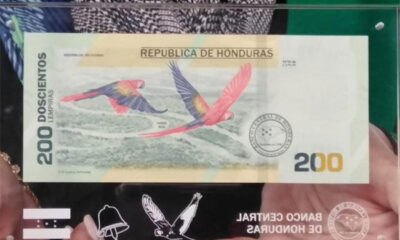 REPUBLICA DE HONDURAS
200 DOSCIENTOS
LEMPIRAS
200
BANCO CENTRAL
DE HONDURAS